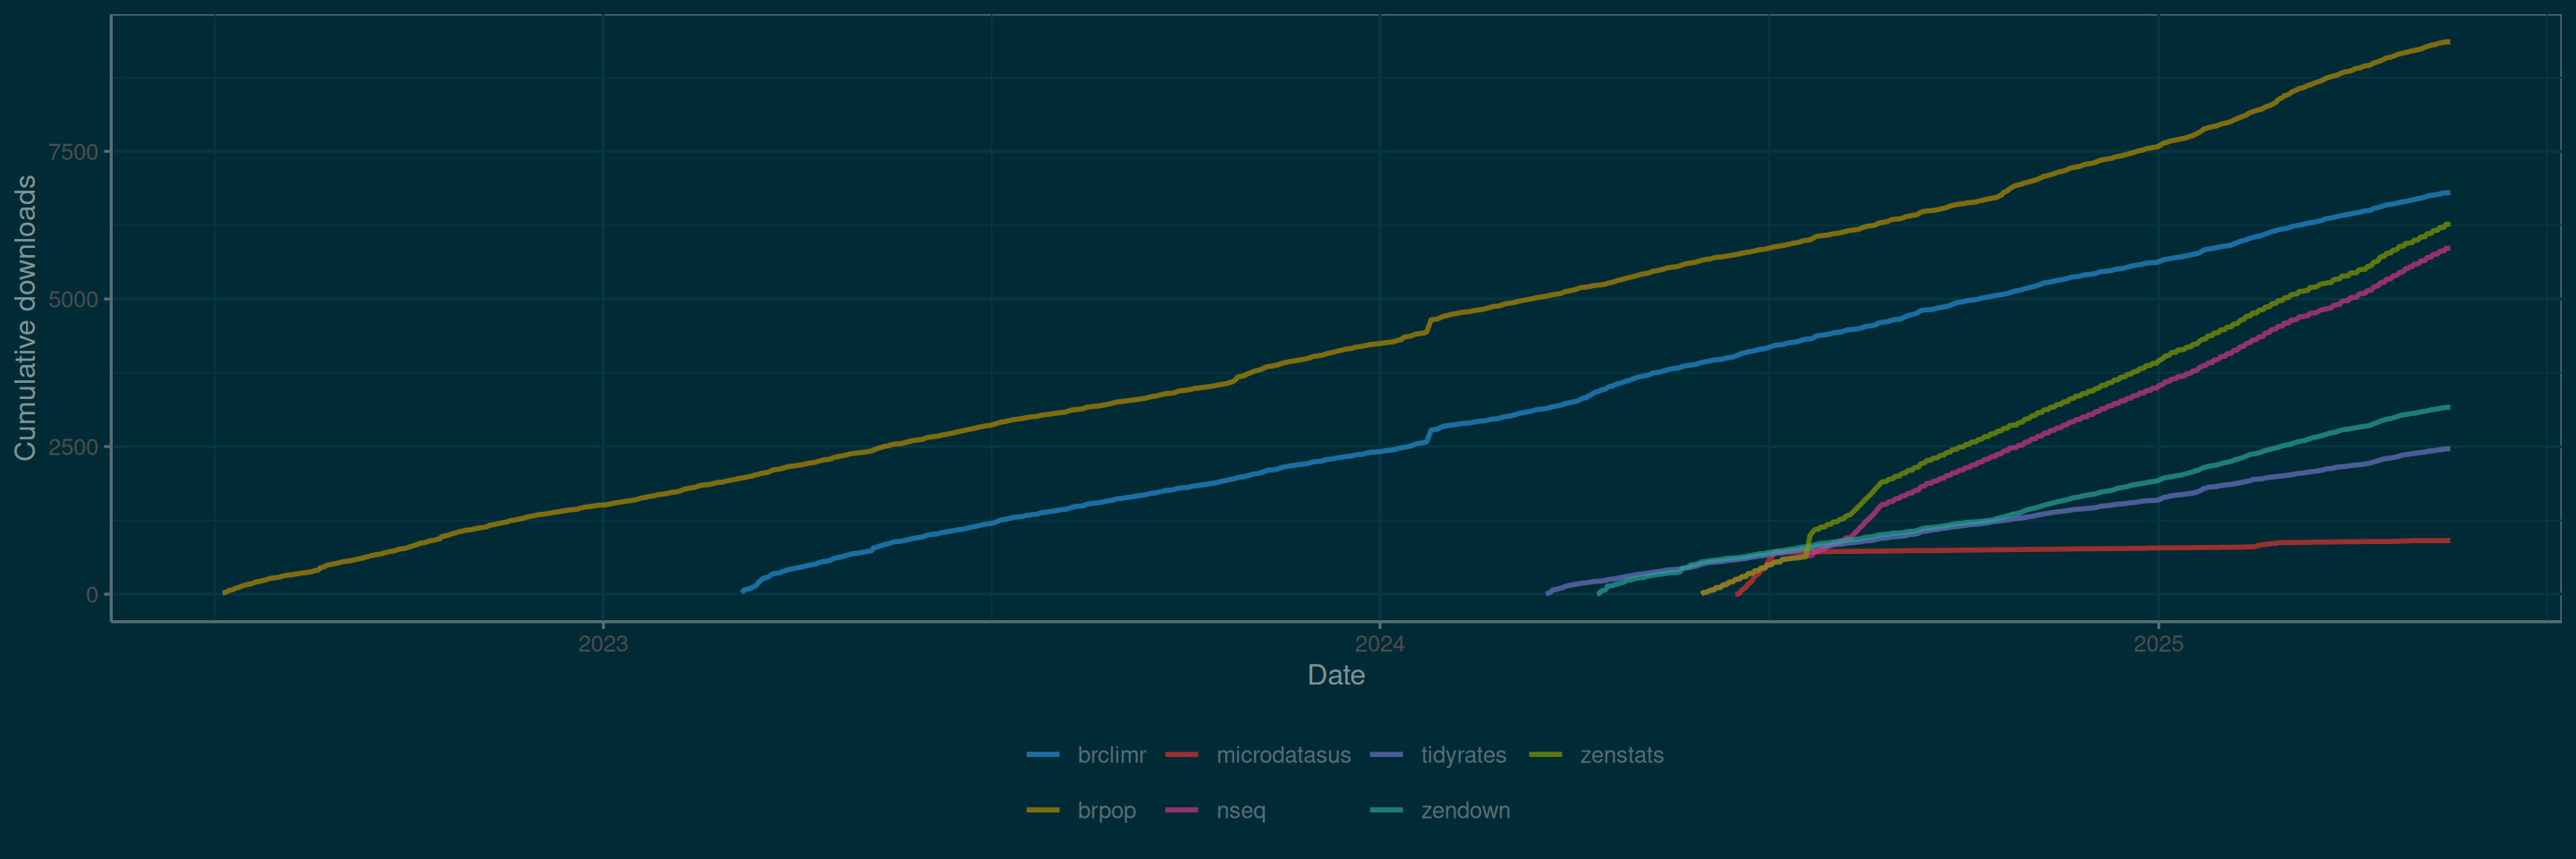 Cumulative downloads
7500
5000
2500
0
2023 2024 2025
Date
brclimr microdatasus tidyrates zenstats
brpop nseq zendown